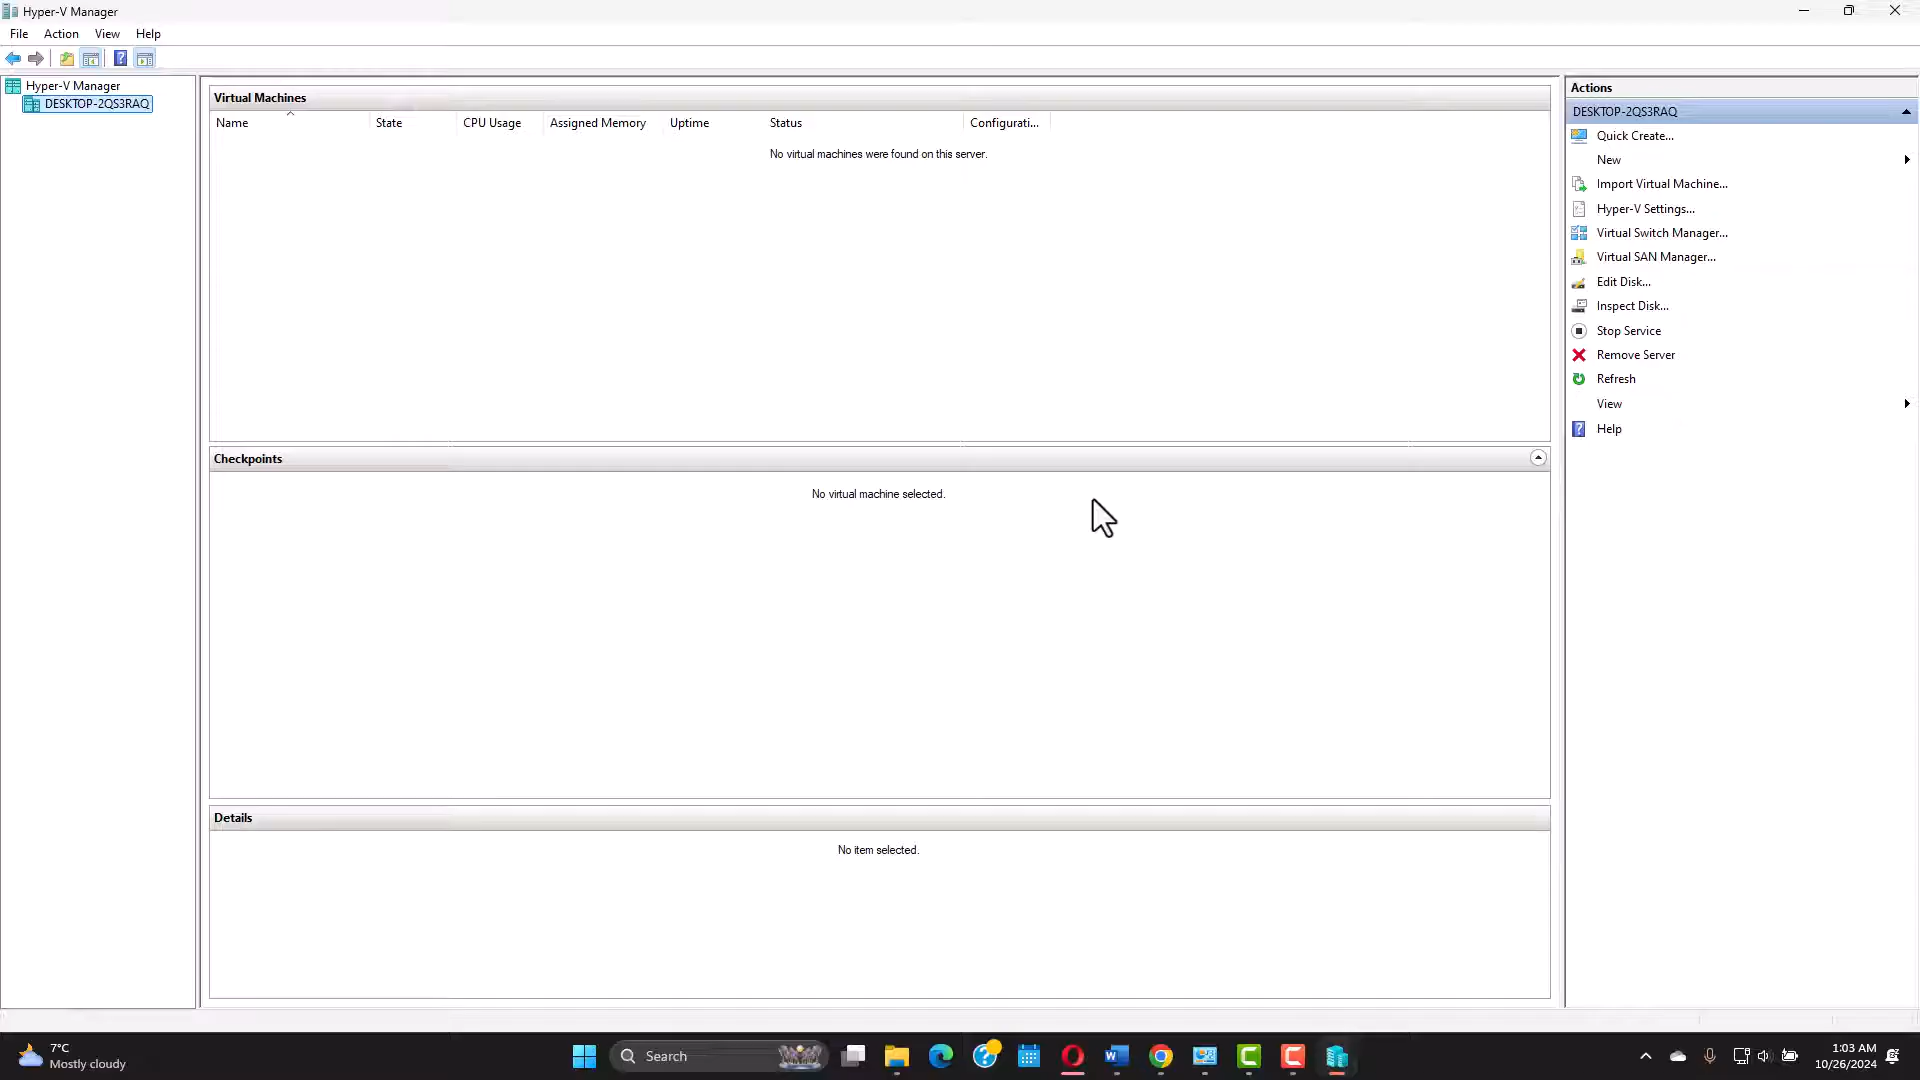 Hyper-V Manager
File Action View Help
Hyper-V Manager
DESKTOP-2QS3RAQ
Virtual Machines
Name State CPU Usage Assigned Memory Uptime Status Configurati...
No virtual machines were found on this server.
Checkpoints
No virtual machine selected.
Details
No item selected.
Actions
DESKTOP-2QS3RAQ
Quick Create...
New
Import Virtual Machine...
Hyper-V Settings...
Virtual Switch Manager...
Virtual SAN Manager...
Edit Disk...
Inspect Disk...
Stop Service
Remove Server
Refresh
View
Help
7°C
Mostly cloudy
Search
1:03 AM
10/26/2024